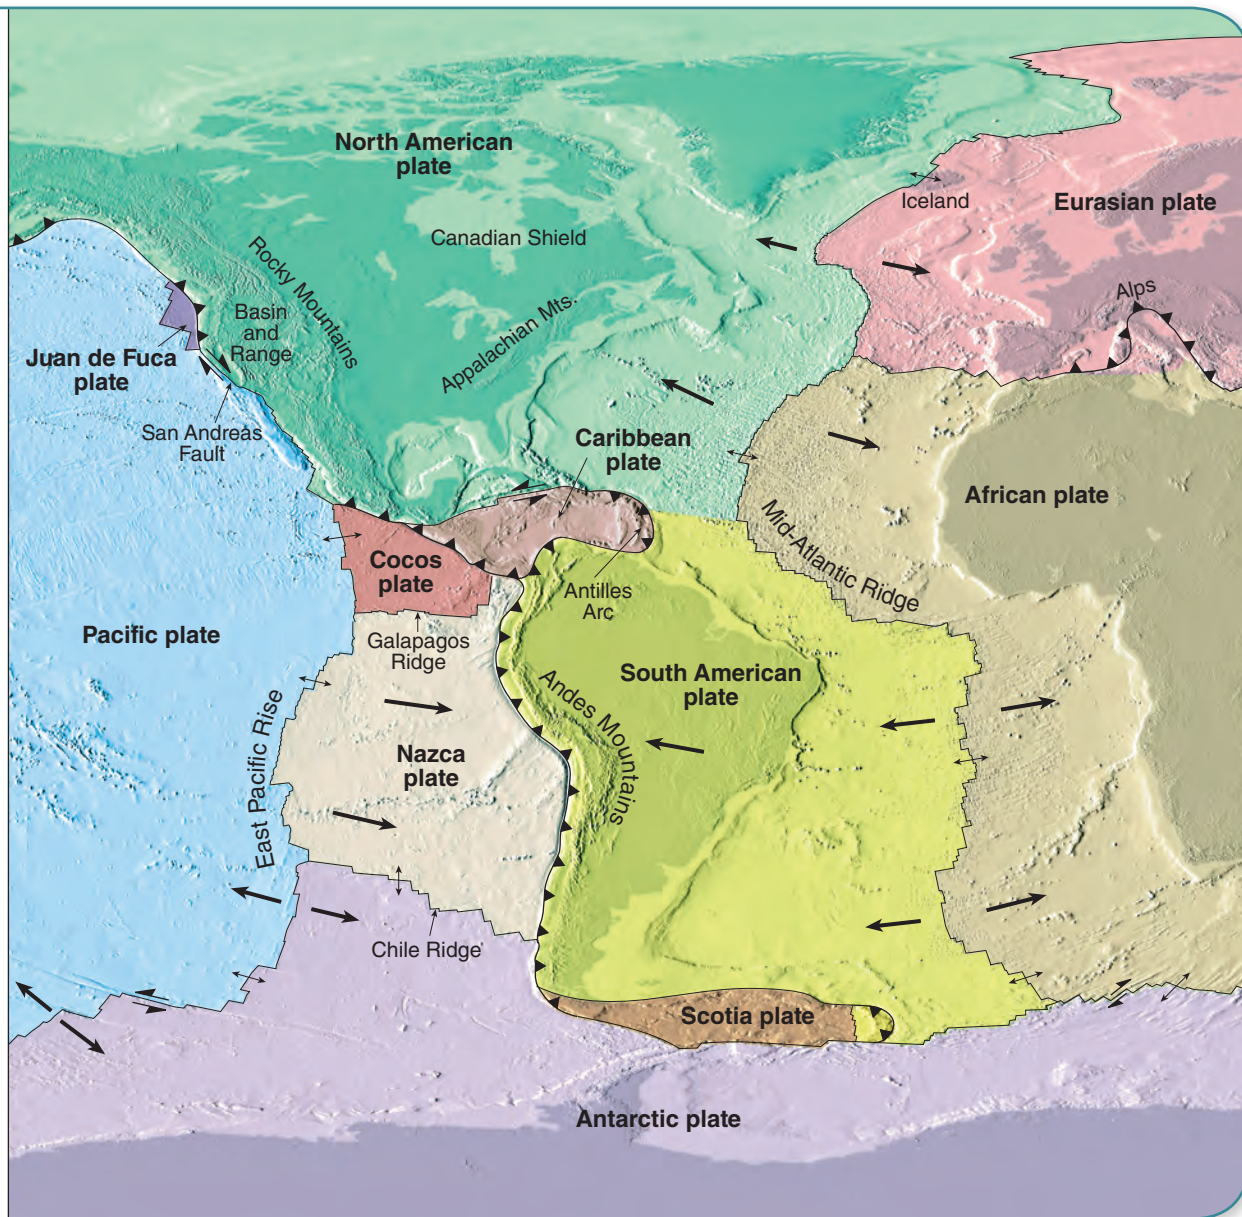 North American
plate
Iceland
Eurasian plate
Canadian Shield
Rocky Mountains
Alps
Basin
and
Range
Appalachian Mts.
Juan de Fuca
plate
San Andreas
Fault
Caribbean
plate
African plate
Mid-Atlantic Ridge
Cocos
plate
Antilles
Arc
Pacific plate
Galapagos
Ridge
South American
plate
Andes Mountains
East Pacific Rise
Nazca
plate
Chile Ridge
Scotia plate
Antarctic plate